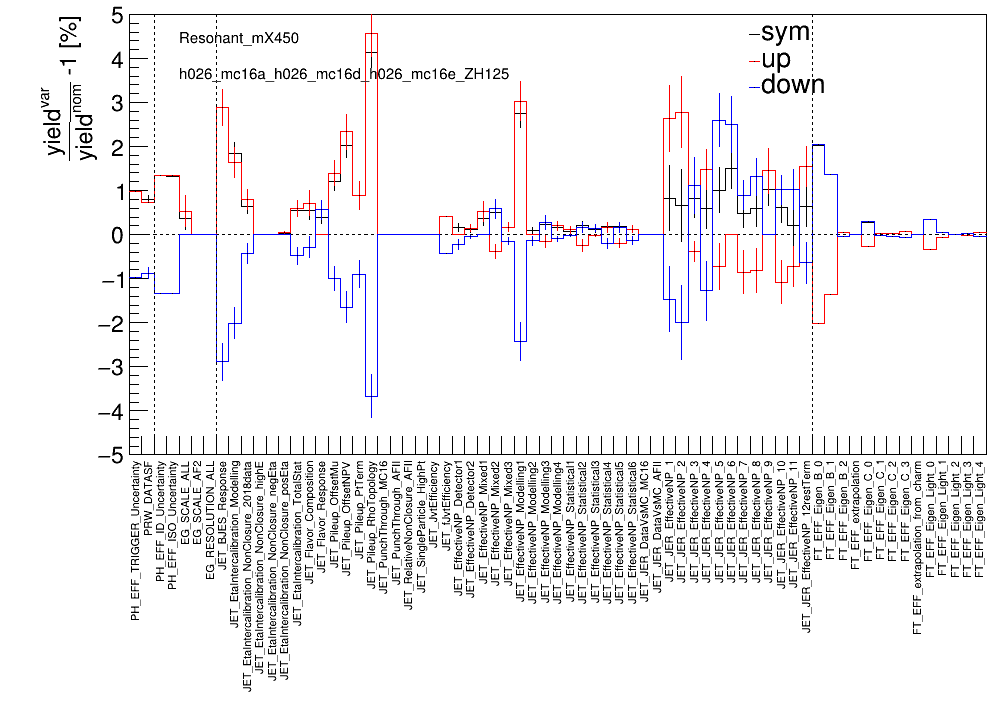 Resonant_mX450
h026_mc16a_h026_mc16d_h026_mc16e_ZH125
sym
up
down
yield^var / yield^nom -1 [%]
5
4
3
2
1
0
−1
−2
−3
−4
−5
PH_EFF_TRIGGER_Uncertainty
PRW_DATASF
PH_EFF_ID_Uncertainty
PH_EFF_ISO_Uncertainty
EG_SCALE_ALL
EG_SCALE_AF2
EG_RESOLUTION_ALL
JET_BJES_Response
JET_EtaIntercalibration_Modelling
JET_EtaIntercalibration_NonClosure_2018data
JET_EtaIntercalibration_NonClosure_highE
JET_EtaIntercalibration_NonClosure_negEta
JET_EtaIntercalibration_NonClosure_posEta
JET_EtaIntercalibration_TotalStat
JET_Flavor_Composition
JET_Flavor_Response
JET_Pileup_OffsetMu
JET_Pileup_OffsetNPV
JET_Pileup_PtTerm
JET_Pileup_RhoTopology
JET_PunchThrough_MC16
JET_PunchThrough_AFII
JET_RelativeNonClosure_AFII
JET_SingleParticle_HighPt
JET_JvtEfficiency
JET_fJvtEfficiency
JET_EffectiveNP_Detector1
JET_EffectiveNP_Detector2
JET_EffectiveNP_Mixed1
JET_EffectiveNP_Mixed2
JET_EffectiveNP_Mixed3
JET_EffectiveNP_Modelling1
JET_EffectiveNP_Modelling2
JET_EffectiveNP_Modelling3
JET_EffectiveNP_Modelling4
JET_EffectiveNP_Statistical1
JET_EffectiveNP_Statistical2
JET_EffectiveNP_Statistical3
JET_EffectiveNP_Statistical4
JET_EffectiveNP_Statistical5
JET_EffectiveNP_Statistical6
JET_JER_DataVsMC_MC16
JET_JER_DataVsMC_AFII
JET_JER_EffectiveNP_1
JET_JER_EffectiveNP_2
JET_JER_EffectiveNP_3
JET_JER_EffectiveNP_4
JET_JER_EffectiveNP_5
JET_JER_EffectiveNP_6
JET_JER_EffectiveNP_7
JET_JER_EffectiveNP_8
JET_JER_EffectiveNP_9
JET_JER_EffectiveNP_10
JET_JER_EffectiveNP_11
JET_JER_EffectiveNP_12restTerm
FT_EFF_Eigen_B_0
FT_EFF_Eigen_B_1
FT_EFF_Eigen_B_2
FT_EFF_extrapolation
FT_EFF_Eigen_C_0
FT_EFF_Eigen_C_1
FT_EFF_Eigen_C_2
FT_EFF_Eigen_C_3
FT_EFF_extrapolation_from_charm
FT_EFF_Eigen_Light_0
FT_EFF_Eigen_Light_1
FT_EFF_Eigen_Light_2
FT_EFF_Eigen_Light_3
FT_EFF_Eigen_Light_4